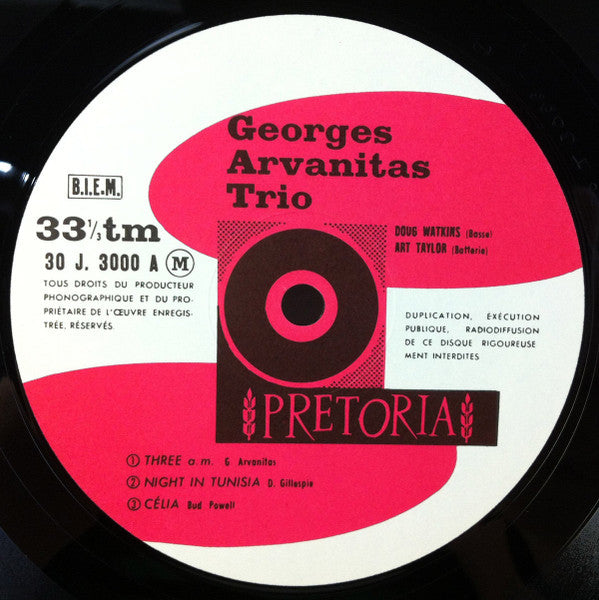 Georges
Arvanitas
Trio
B.I.E.M.
33⅓tm
30 J. 3000 A M
DOUG WATKINS (Basse)
ART TAYLOR (Batterie)
TOUS DROITS DU PRODUCTEUR
PHONOGRAPHIQUE ET DU PRO-
PRIÉTAIRE DE L'ŒUVRE ENREGIS-
TRÉE, RÉSERVÉS.
DUPLICATION, EXÉCUTION
PUBLIQUE, RADIODIFFUSION
DE CE DISQUE RIGOUREUSE
MENT INTERDITES
PRETORIA
① THREE a.m. G. Arvanitas
② NIGHT IN TUNISIA D. Gillespie
③ CÉLIA Bud Powell